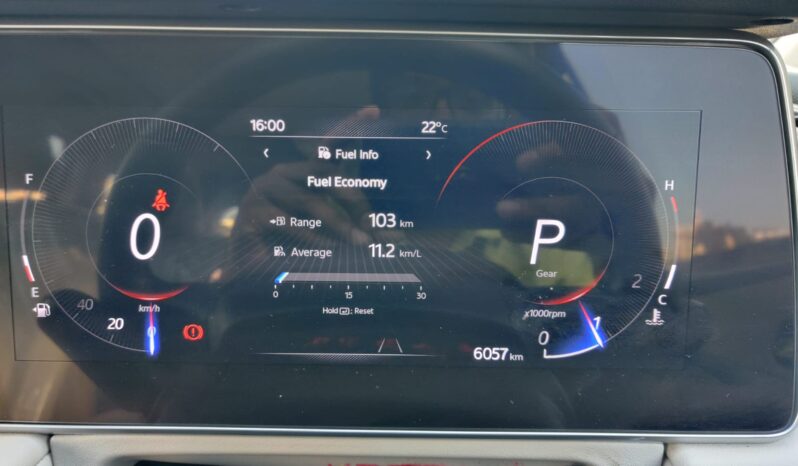 16:00 22°C
‹ Fuel Info ›
Fuel Economy
Range 103 km
Average 11.2 km/L
0 15 30
Hold : Reset
F
E
0
40
20
0
km/h
P
Gear
x1000rpm
0
1
2
H
C
6057 km